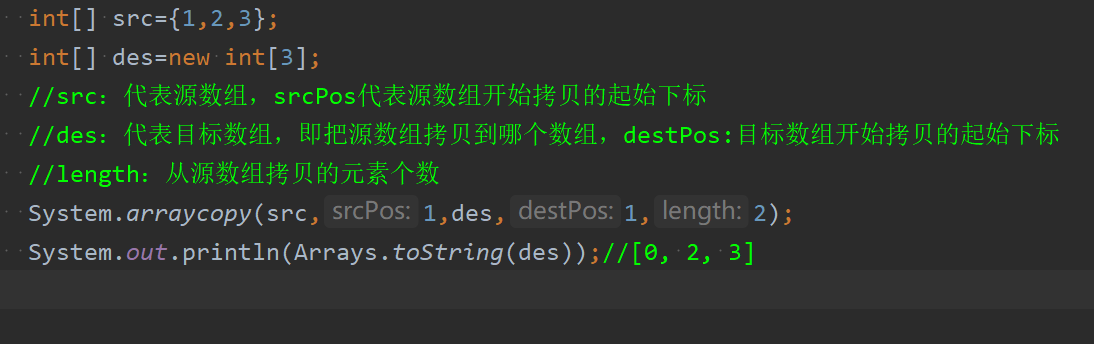 int[] src={1,2,3};
int[] des=new int[3];
//src：代表源数组，srcPos代表源数组开始拷贝的起始下标
//des：代表目标数组，即把源数组拷贝到哪个数组，destPos:目标数组开始拷贝的起始下标
//length：从源数组拷贝的元素个数
System.arraycopy(src, srcPos: 1,des, destPos: 1, length: 2);
System.out.println(Arrays.toString(des));//[0, 2, 3]